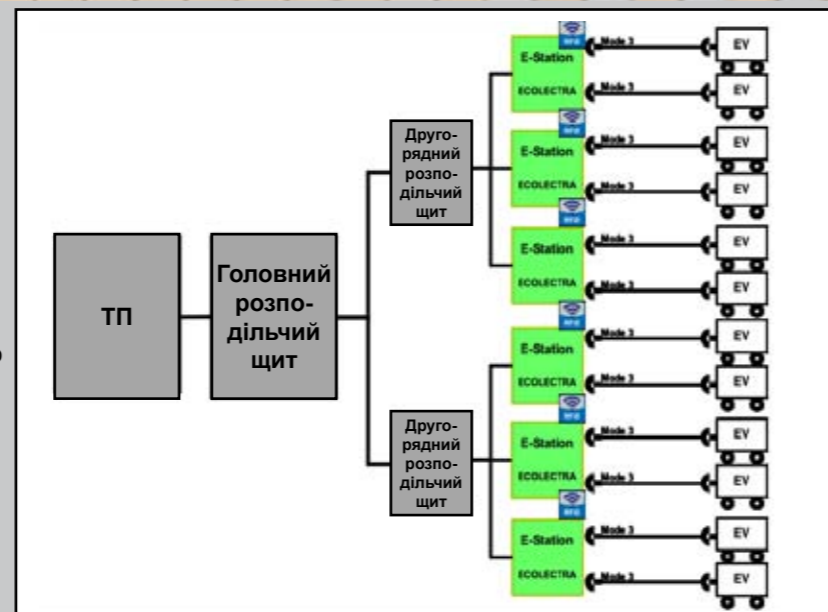 ТП
Головний
розпо-
дільчий
щит
Друго-
рядний
розпо-
дільчий
щит
Друго-
рядний
розпо-
дільчий
щит
E-Station
ECOLECTRA
Mode 3
EV
Mode 3
EV
E-Station
ECOLECTRA
Mode 3
EV
Mode 3
EV
E-Station
ECOLECTRA
Mode 3
EV
Mode 3
EV
E-Station
ECOLECTRA
Mode 3
EV
Mode 3
EV
E-Station
ECOLECTRA
Mode 3
EV
Mode 3
EV
E-Station
ECOLECTRA
Mode 3
EV
Mode 3
EV